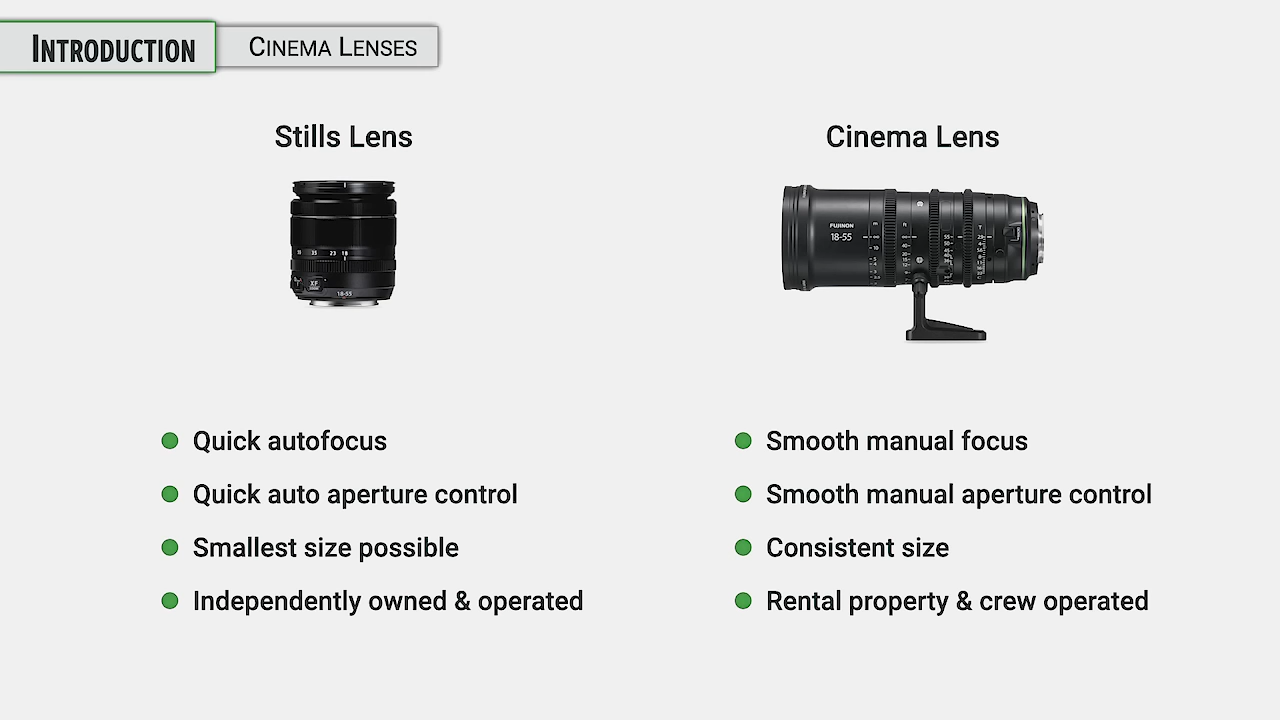 INTRODUCTION
CINEMA LENSES
Stills Lens
Cinema Lens
XF
18-55
FUJINON
18-55
Quick autofocus
Quick auto aperture control
Smallest size possible
Independently owned & operated
Smooth manual focus
Smooth manual aperture control
Consistent size
Rental property & crew operated